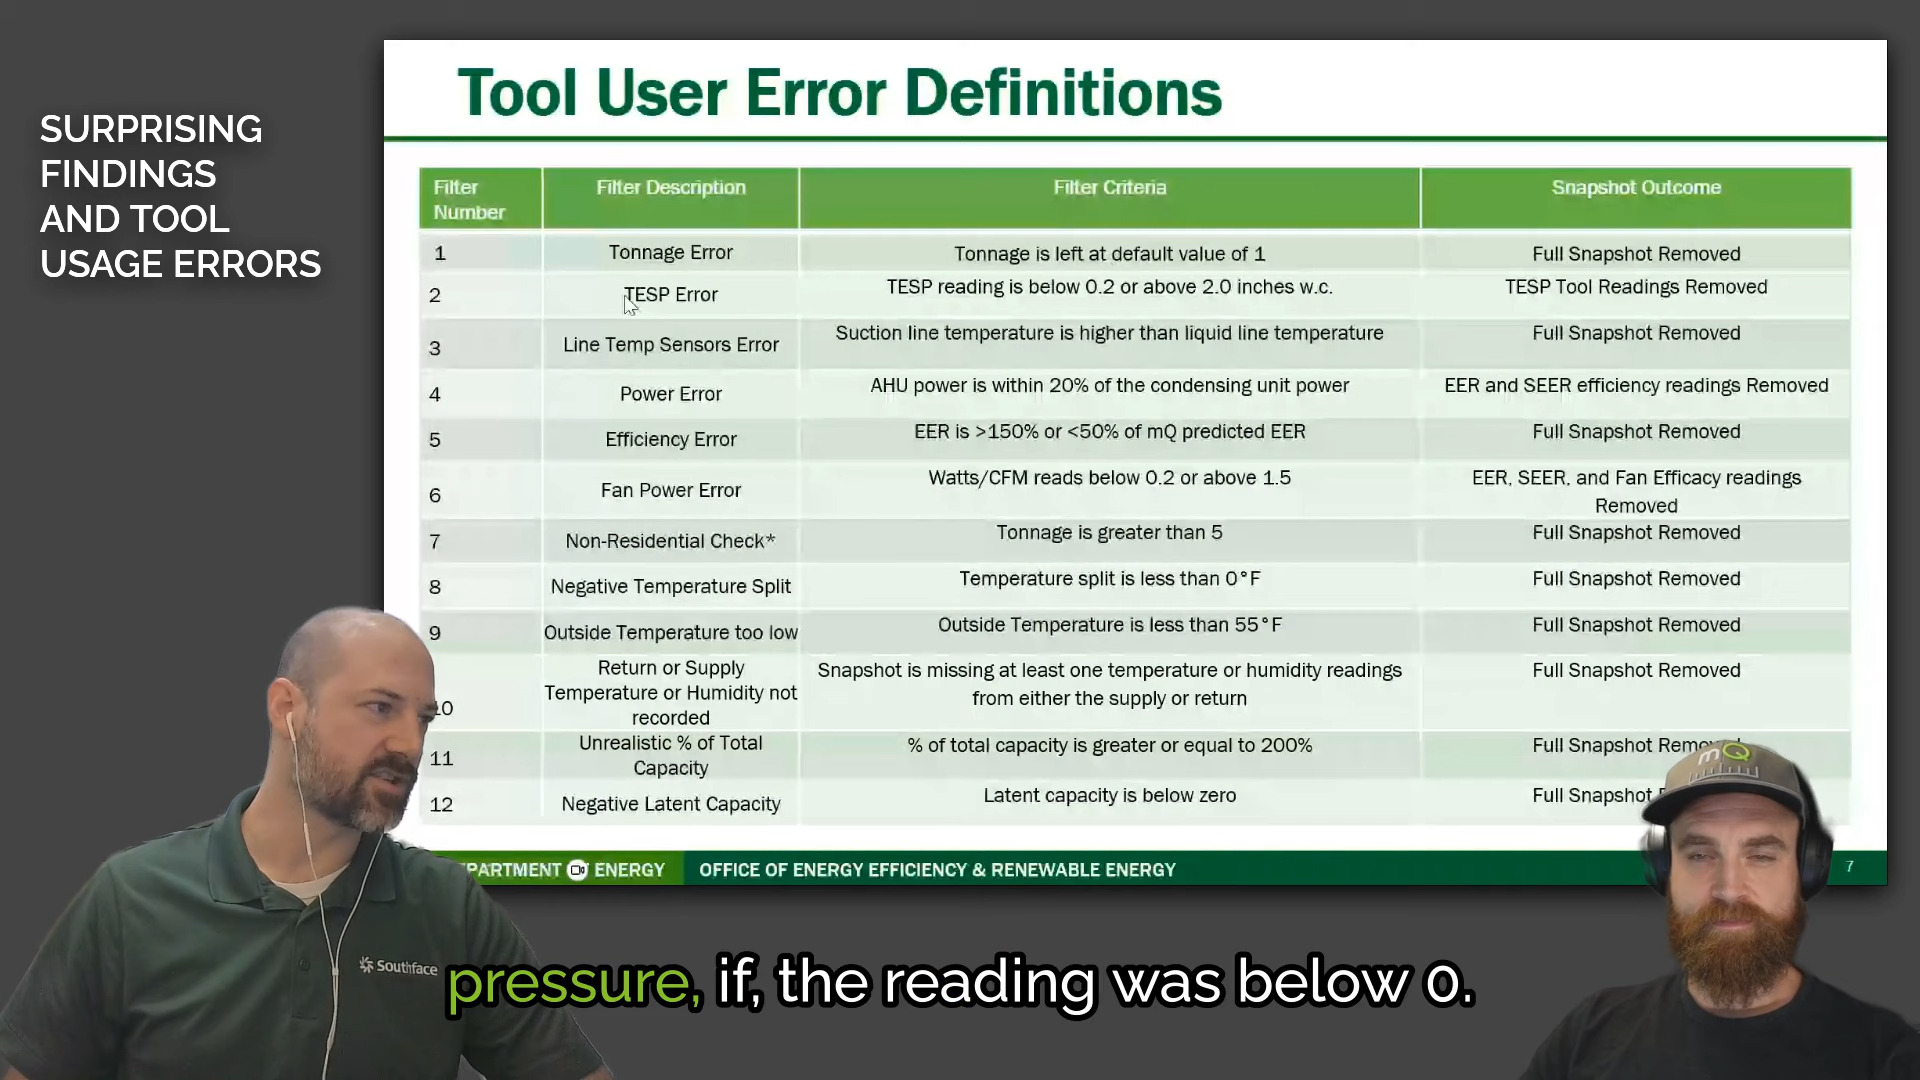 SURPRISING
FINDINGS
AND TOOL
USAGE ERRORS
Tool User Error Definitions
Filter Number
Filter Description
Filter Criteria
Snapshot Outcome
1
Tonnage Error
Tonnage is left at default value of 1
Full Snapshot Removed
2
TESP Error
TESP reading is below 0.2 or above 2.0 inches w.c.
TESP Tool Readings Removed
3
Line Temp Sensors Error
Suction line temperature is higher than liquid line temperature
Full Snapshot Removed
4
Power Error
AHU power is within 20% of the condensing unit power
EER and SEER efficiency readings Removed
5
Efficiency Error
EER is >150% or <50% of mQ predicted EER
Full Snapshot Removed
6
Fan Power Error
Watts/CFM reads below 0.2 or above 1.5
EER, SEER, and Fan Efficacy readings
Removed
7
Non-Residential Check*
Tonnage is greater than 5
Full Snapshot Removed
8
Negative Temperature Split
Temperature split is less than 0°F
Full Snapshot Removed
9
Outside Temperature too low
Outside Temperature is less than 55°F
Full Snapshot Removed
10
Return or Supply
Temperature or Humidity not
recorded
Snapshot is missing at least one temperature or humidity readings
from either the supply or return
Full Snapshot Removed
11
Unrealistic % of Total
Capacity
% of total capacity is greater or equal to 200%
Full Snapshot Remo
12
Negative Latent Capacity
Latent capacity is below zero
Full Snapshot
PARTMENT ENERGY
OFFICE OF ENERGY EFFICIENCY & RENEWABLE ENERGY
7
mQ
Southface
pressure, if, the reading was below 0.